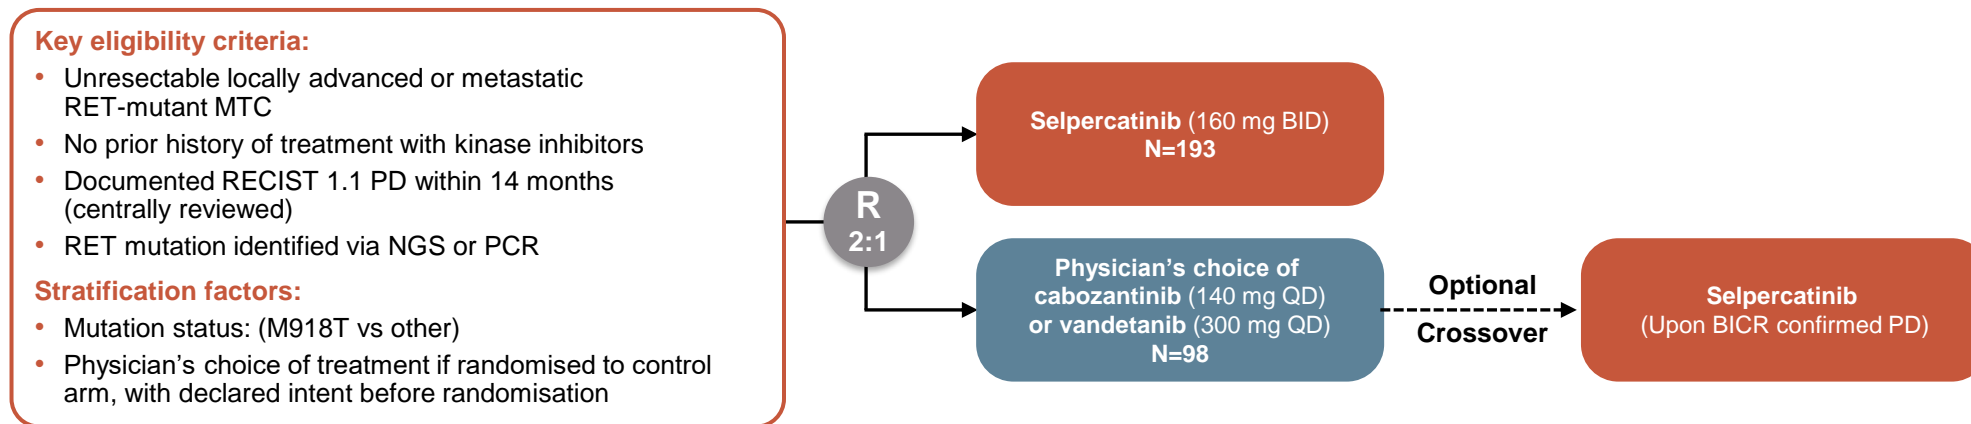 Key eligibility criteria:
• Unresectable locally advanced or metastatic
RET-mutant MTC
• No prior history of treatment with kinase inhibitors
• Documented RECIST 1.1 PD within 14 months
(centrally reviewed)
• RET mutation identified via NGS or PCR
Stratification factors:
• Mutation status: (M918T vs other)
• Physician’s choice of treatment if randomised to control
arm, with declared intent before randomisation
R
2:1
Selpercatinib (160 mg BID)
N=193
Physician’s choice of
cabozantinib (140 mg QD)
or vandetanib (300 mg QD)
N=98
Optional
Crossover
Selpercatinib
(Upon BICR confirmed PD)